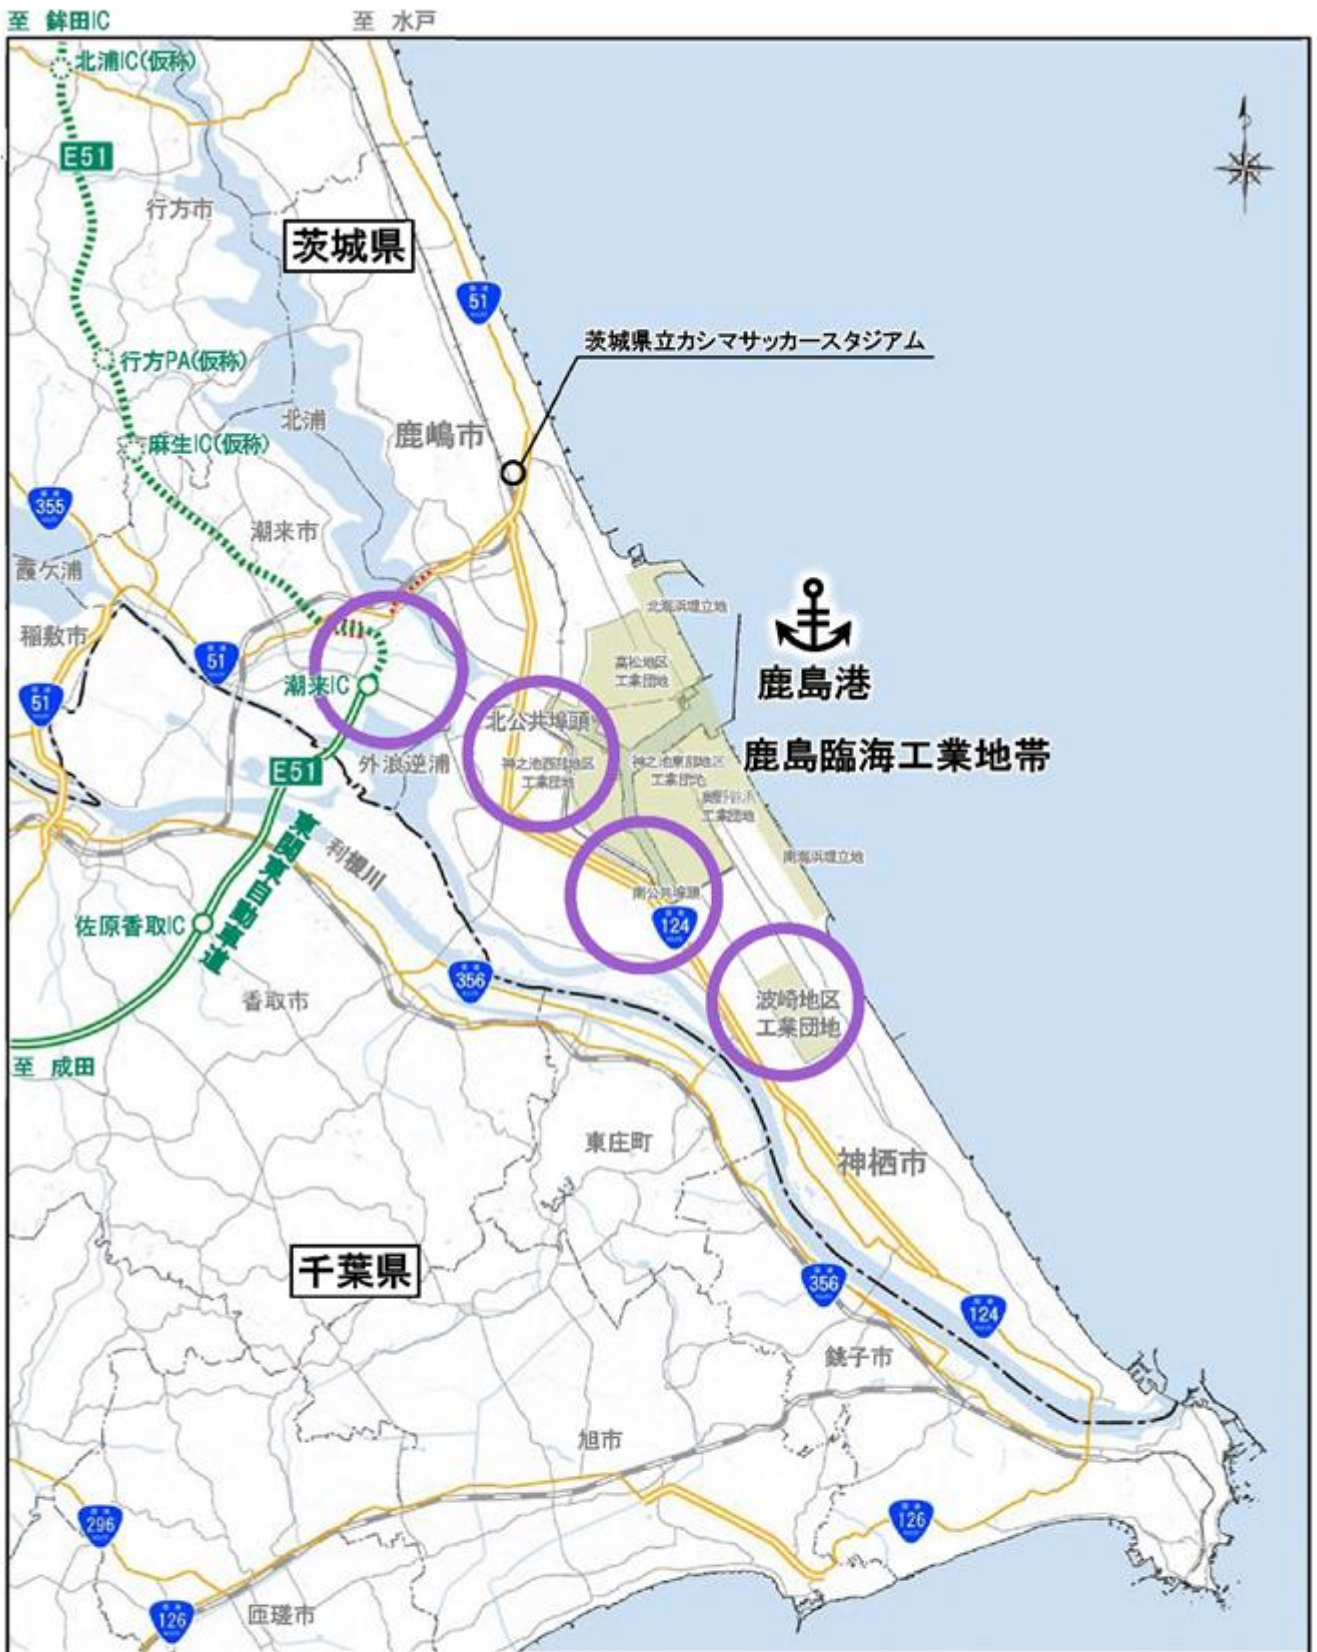 至 鉾田IC
至 水戸
北浦IC(仮称)
E51
行方市
茨城県
51
茨城県立カシマサッカースタジアム
行方PA(仮称)
北浦
鹿嶋市
麻生IC(仮称)
355
潮来市
霞ケ浦
北海浜埋立地
稲敷市
51
高松地区
工業団地
鹿島港
潮来IC
51
北公共埠頭
外浪逆浦
神之池西部地区
工業団地
神之池東部地区
工業団地
鹿島臨海工業地帯
E51
奥野谷浜
工業団地
東関東自動車道
利根川
南海浜埋立地
南公共埠頭
佐原香取IC
124
356
香取市
波崎地区
工業団地
至 成田
東庄町
神栖市
千葉県
356
124
銚子市
旭市
296
126
匝瑳市
126